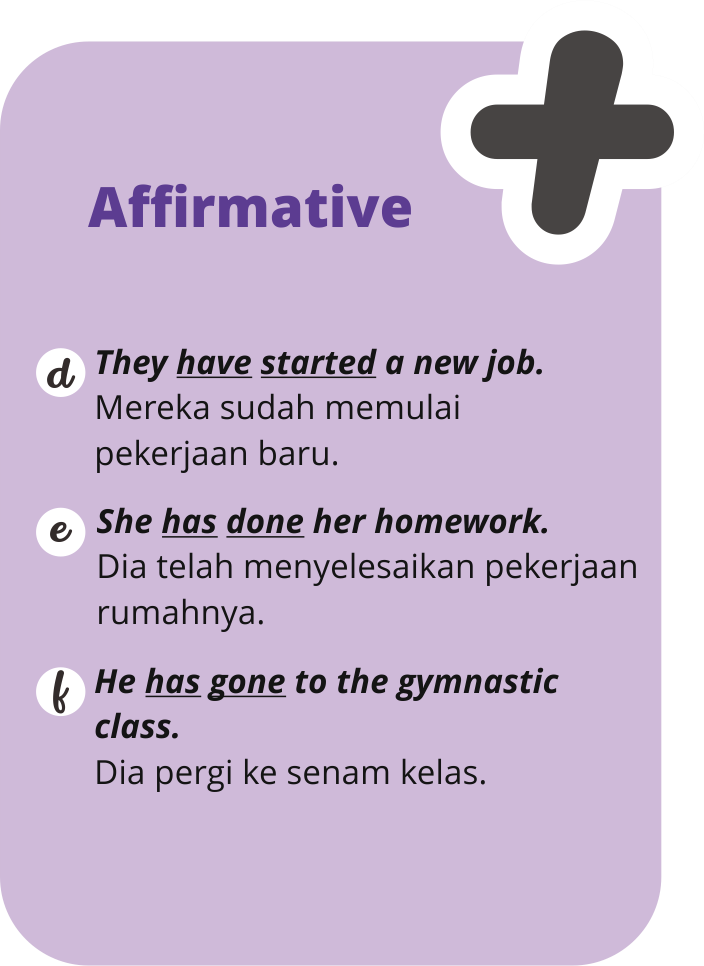 Affirmative
d
They have started a new job.
Mereka sudah memulai
pekerjaan baru.
e
She has done her homework.
Dia telah menyelesaikan pekerjaan
rumahnya.
f
He has gone to the gymnastic
class.
Dia pergi ke senam kelas.